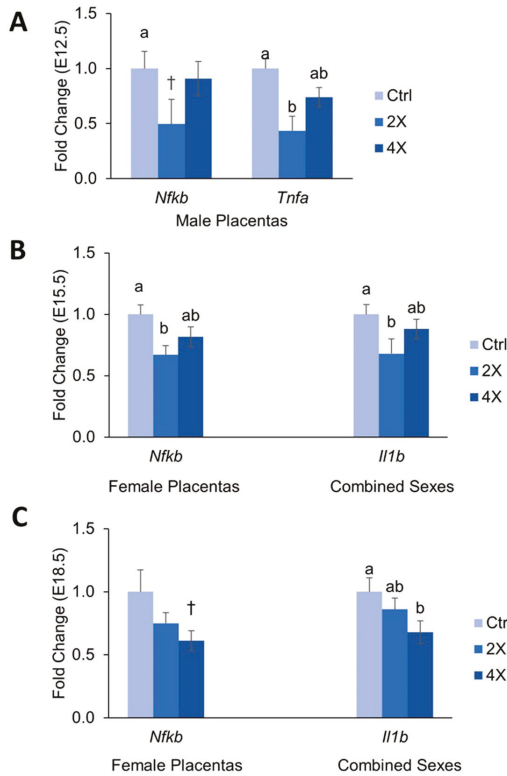 A
Fold Change (E12.5)
1.5
1.0
0.5
0.0
a
†
a
b
ab
Nfkb
Tnfa
Male Placentas
Ctrl
2X
4X
B
Fold Change (E15.5)
1.5
1.0
0.5
0.0
a
b
ab
a
b
ab
Nfkb
Il1b
Female Placentas
Combined Sexes
Ctrl
2X
4X
C
Fold Change (E18.5)
1.5
1.0
0.5
0.0
†
a
ab
b
Nfkb
Il1b
Female Placentas
Combined Sexes
Ctr
2X
4X